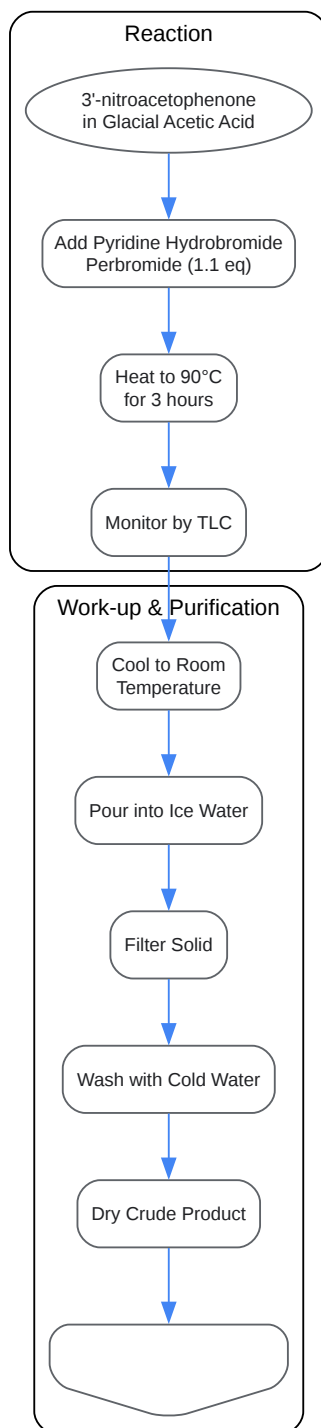 Reaction
3'-nitroacetophenone
in Glacial Acetic Acid
Add Pyridine Hydrobromide
Perbromide (1.1 eq)
Heat to 90°C
for 3 hours
Monitor by TLC
Work-up & Purification
Cool to Room
Temperature
Pour into Ice Water
Filter Solid
Wash with Cold Water
Dry Crude Product